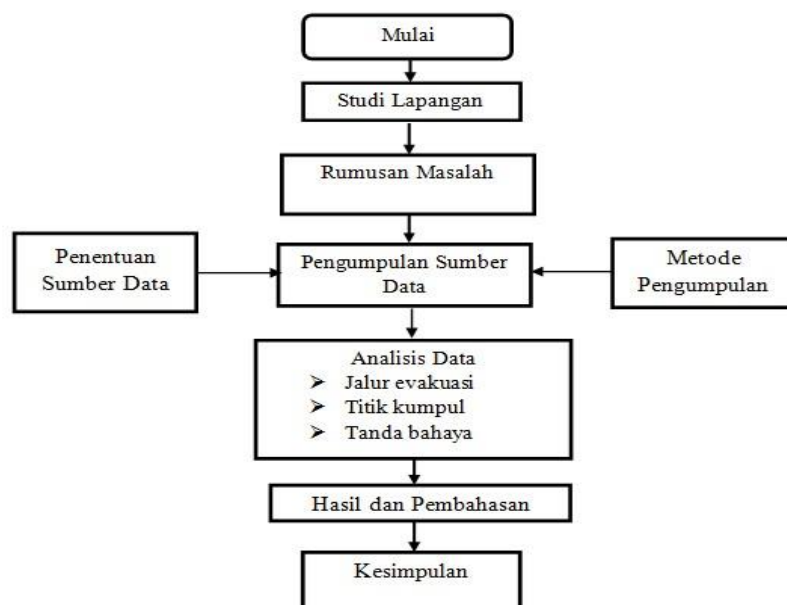 Mulai
Studi Lapangan
Rumusan Masalah
Penentuan
Sumber Data
Pengumpulan Sumber
Data
Metode
Pengumpulan
Analisis Data
➤ Jalur evakuasi
➤ Titik kumpul
➤ Tanda bahaya
Hasil dan Pembahasan
Kesimpulan